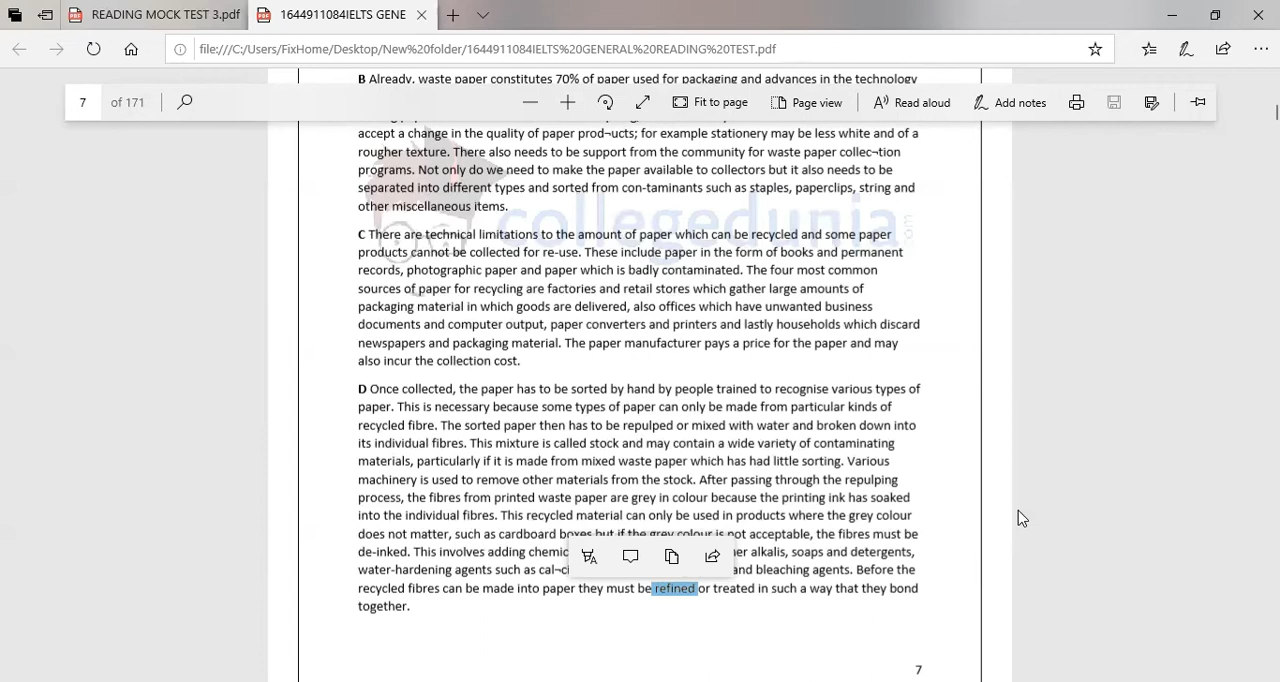 READING MOCK TEST 3.pdf
1644911084IELTS GENE
file:///C:/Users/FixHome/Desktop/New%20folder/1644911084IELTS%20GENERAL%20READING%20TEST.pdf
B Already, waste paper constitutes 70% of paper used for packaging and advances in the technology
7 of 171 Fit to page Page view Read aloud Add notes
accept a change in the quality of paper prod¬ucts; for example stationery may be less white and of a
rougher texture. There also needs to be support from the community for waste paper collec¬tion
programs. Not only do we need to make the paper available to collectors but it also needs to be
separated into different types and sorted from con-taminants such as staples, paperclips, string and
other miscellaneous items.
collegedunia
.com
C There are technical limitations to the amount of paper which can be recycled and some paper
products cannot be collected for re-use. These include paper in the form of books and permanent
records, photographic paper and paper which is badly contaminated. The four most common
sources of paper for recycling are factories and retail stores which gather large amounts of
packaging material in which goods are delivered, also offices which have unwanted business
documents and computer output, paper converters and printers and lastly households which discard
newspapers and packaging material. The paper manufacturer pays a price for the paper and may
also incur the collection cost.
D Once collected, the paper has to be sorted by hand by people trained to recognise various types of
paper. This is necessary because some types of paper can only be made from particular kinds of
recycled fibre. The sorted paper then has to be repulped or mixed with water and broken down into
its individual fibres. This mixture is called stock and may contain a wide variety of contaminating
materials, particularly if it is made from mixed waste paper which has had little sorting. Various
machinery is used to remove other materials from the stock. After passing through the repulping
process, the fibres from printed waste paper are grey in colour because the printing ink has soaked
into the individual fibres. This recycled material can only be used in products where the grey colour
does not matter, such as cardboard boxes but if the grey colour is not acceptable, the fibres must be
de-inked. This involves adding chemic er alkalis, soaps and detergents,
water-hardening agents such as cal¬ci and bleaching agents. Before the
recycled fibres can be made into paper they must be refined or treated in such a way that they bond
together.
7